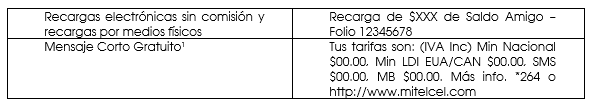 Recargas electrónicas sin comisión y
recargas por medios físicos
Recarga de $XXX de Saldo Amigo –
Folio 12345678
Mensaje Corto Gratuito¹
Tus tarifas son: (IVA Inc) Min Nacional
$00.00, Min LDI EUA/CAN $00.00, SMS
$00.00, MB $00.00. Más info. *264 o
http://www.mitelcel.com